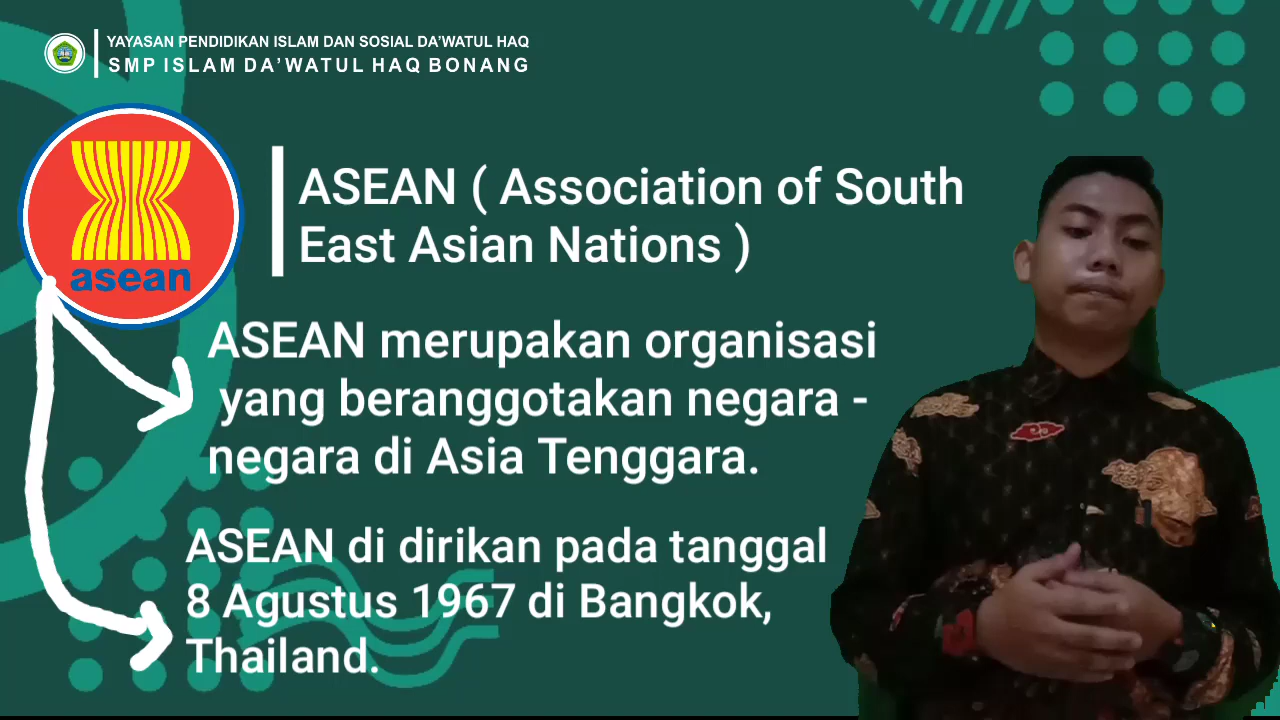 YAYASAN PENDIDIKAN ISLAM DAN SOSIAL DA'WATUL HAQ
SMP ISLAM DA'WATUL HAQ BONANG
asean
ASEAN ( Association of South
East Asian Nations )
ASEAN merupakan organisasi
yang beranggotakan negara -
negara di Asia Tenggara.
ASEAN di dirikan pada tanggal
8 Agustus 1967 di Bangkok,
Thailand.